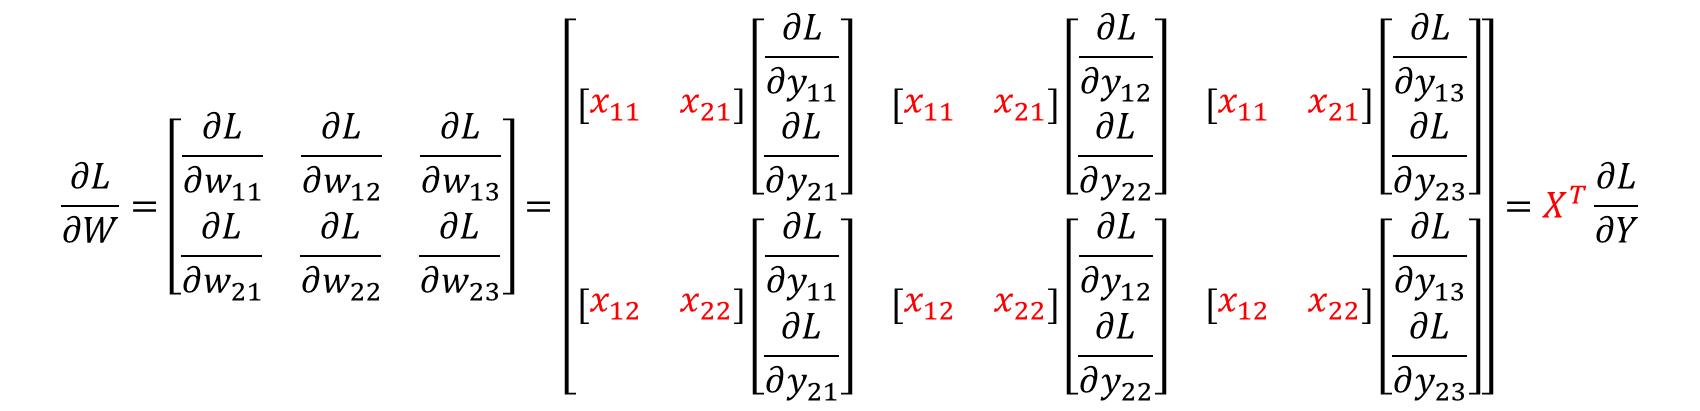 ∂L/∂W = [∂L/∂w₁₁ ∂L/∂w₁₂ ∂L/∂w₁₃; ∂L/∂w₂₁ ∂L/∂w₂₂ ∂L/∂w₂₃] = [[x₁₁ x₂₁][∂L/∂y₁₁; ∂L/∂y₂₁] [x₁₁ x₂₁][∂L/∂y₁₂; ∂L/∂y₂₂] [x₁₁ x₂₁][∂L/∂y₁₃; ∂L/∂y₂₃]; [x₁₂ x₂₂][∂L/∂y₁₁; ∂L/∂y₂₁] [x₁₂ x₂₂][∂L/∂y₁₂; ∂L/∂y₂₂] [x₁₂ x₂₂][∂L/∂y₁₃; ∂L/∂y₂₃]] = Xᵀ ∂L/∂Y